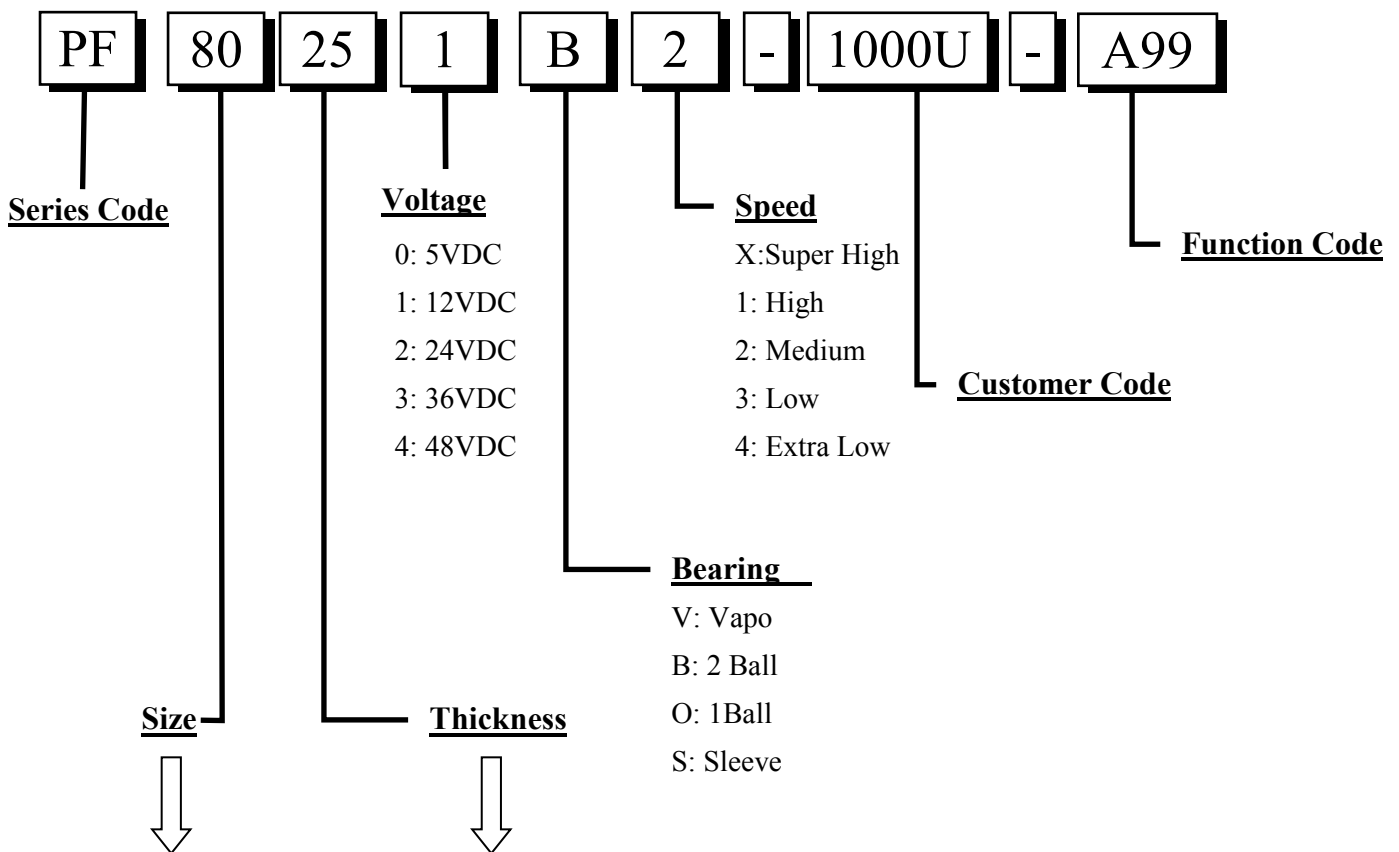 PF 80 25 1 B 2 - 1000U - A99
Series Code
Voltage
0: 5VDC
1: 12VDC
2: 24VDC
3: 36VDC
4: 48VDC
Speed
X:Super High
1: High
2: Medium
3: Low
4: Extra Low
Function Code
Customer Code
Bearing
V: Vapo
B: 2 Ball
O: 1Ball
S: Sleeve
Size
Thickness